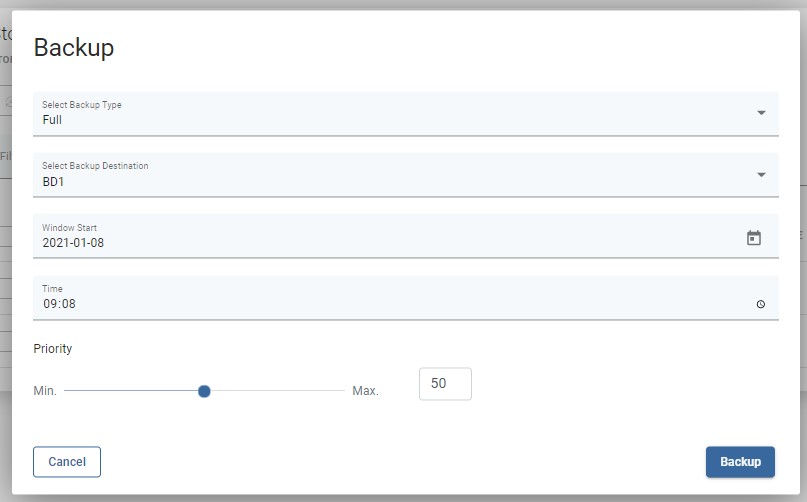 Backup
Select Backup Type
Full
Select Backup Destination
BD1
Window Start
2021-01-08
Time
09:08
Priority
Min. Max. 50
Cancel Backup